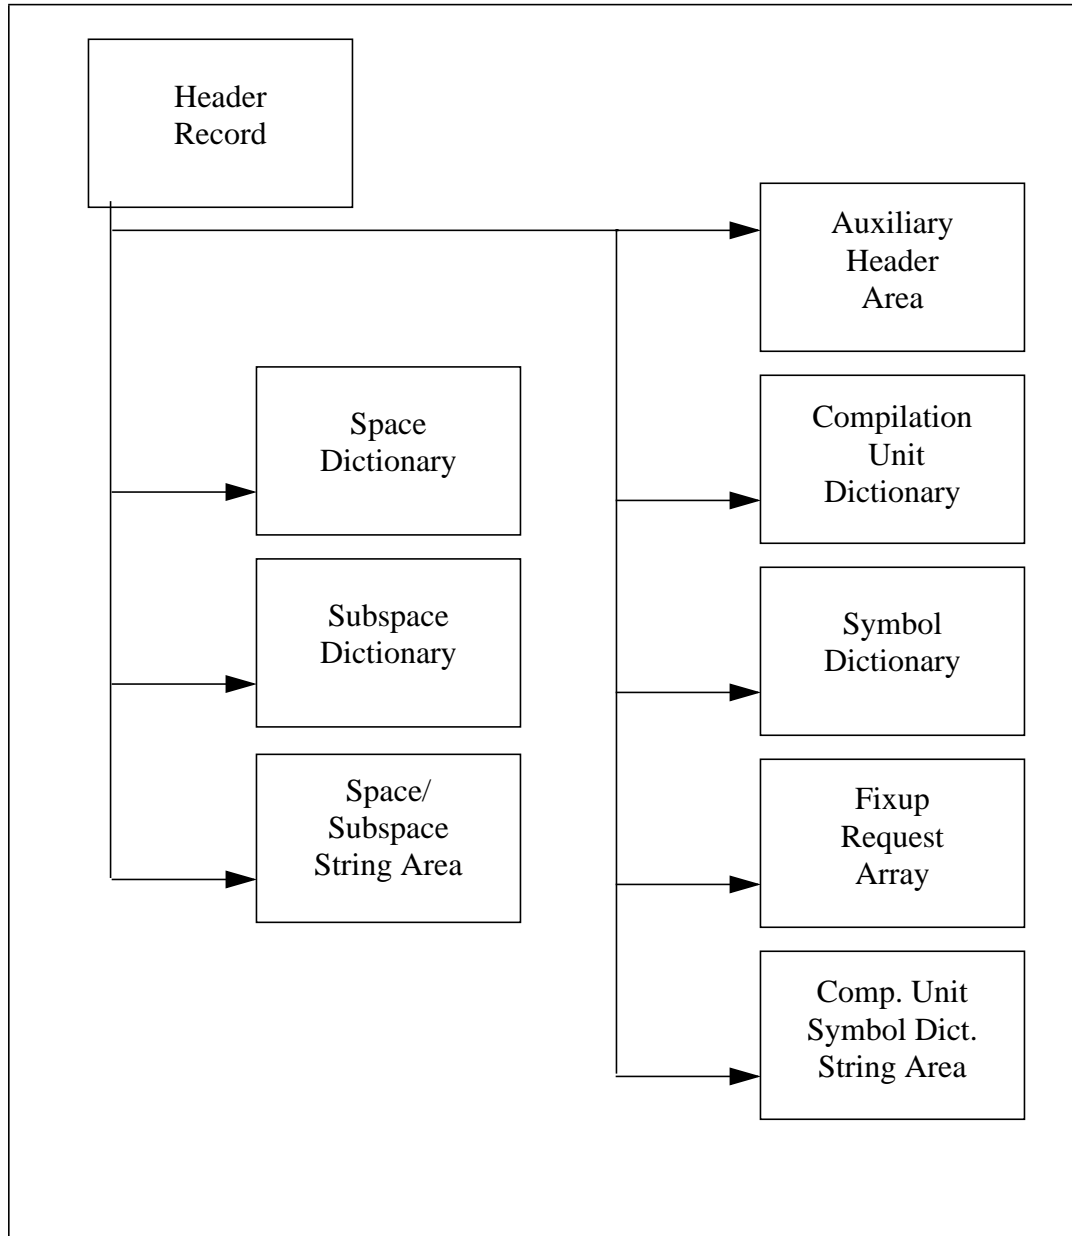 Header
Record
Auxiliary
Header
Area
Space
Dictionary
Compilation
Unit
Dictionary
Subspace
Dictionary
Symbol
Dictionary
Space/
Subspace
String Area
Fixup
Request
Array
Comp. Unit
Symbol Dict.
String Area